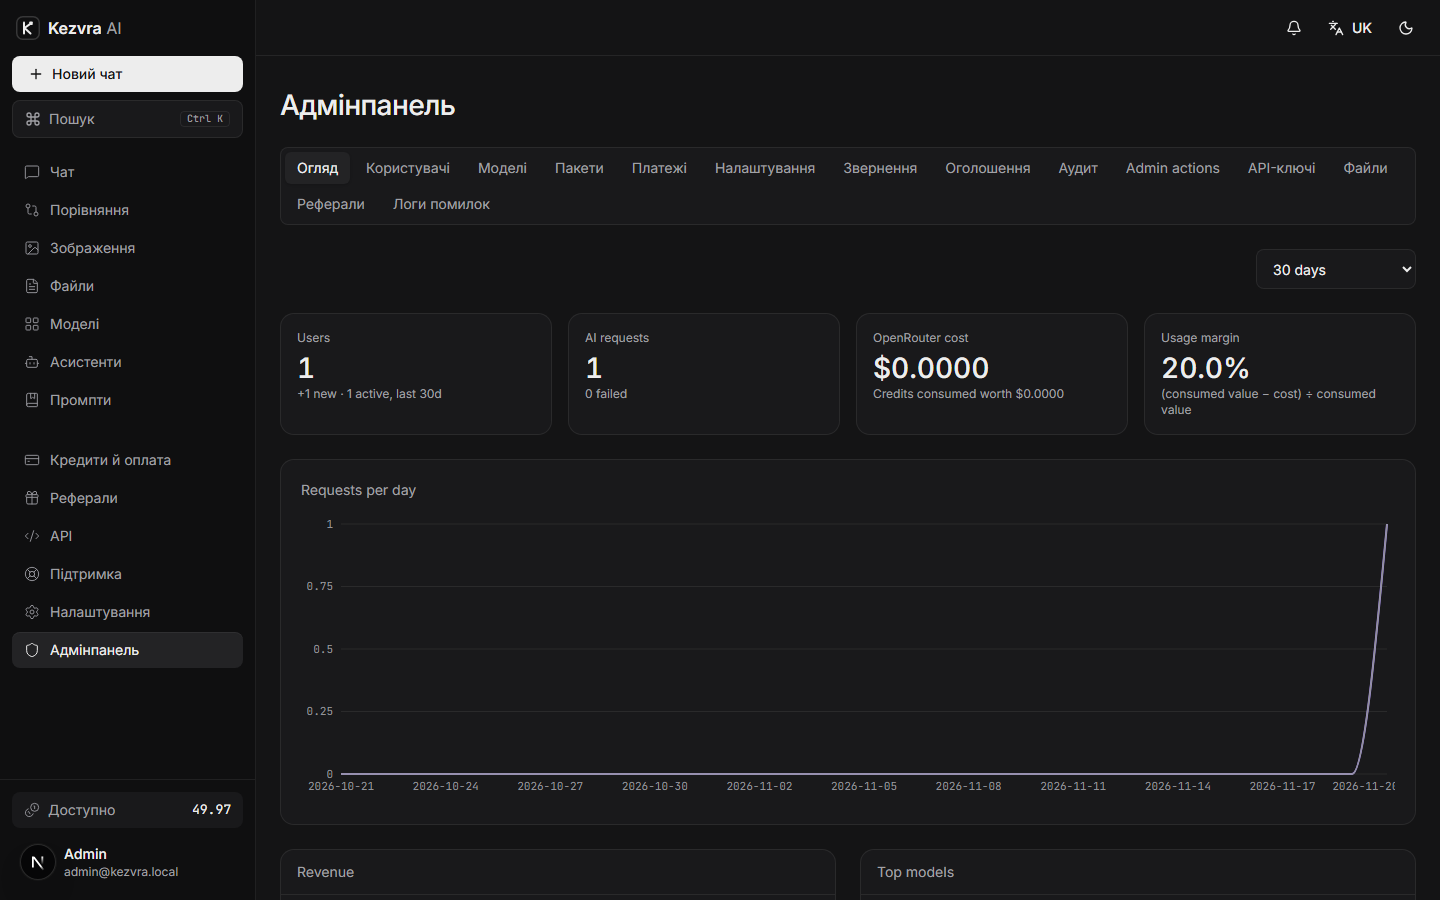 Kezvra AI
UK
Новий чат
Пошук Ctrl K
Чат
Порівняння
Зображення
Файли
Моделі
Асистенти
Промпти
Кредити й оплата
Реферали
API
Підтримка
Налаштування
Адмінпанель
Доступно 49.97
Admin
admin@kezvra.local
Адмінпанель
Огляд Користувачі Моделі Пакети Платежі Налаштування Звернення Оголошення Аудит Admin actions API-ключі Файли
Реферали Логи помилок
30 days
Users
1
+1 new · 1 active, last 30d
AI requests
1
0 failed
OpenRouter cost
$0.0000
Credits consumed worth $0.0000
Usage margin
20.0%
(consumed value − cost) ÷ consumed
value
Requests per day
1
0.75
0.5
0.25
0
2026-10-21 2026-10-24 2026-10-27 2026-10-30 2026-11-02 2026-11-05 2026-11-08 2026-11-11 2026-11-14 2026-11-17 2026-11-20
Revenue
Top models